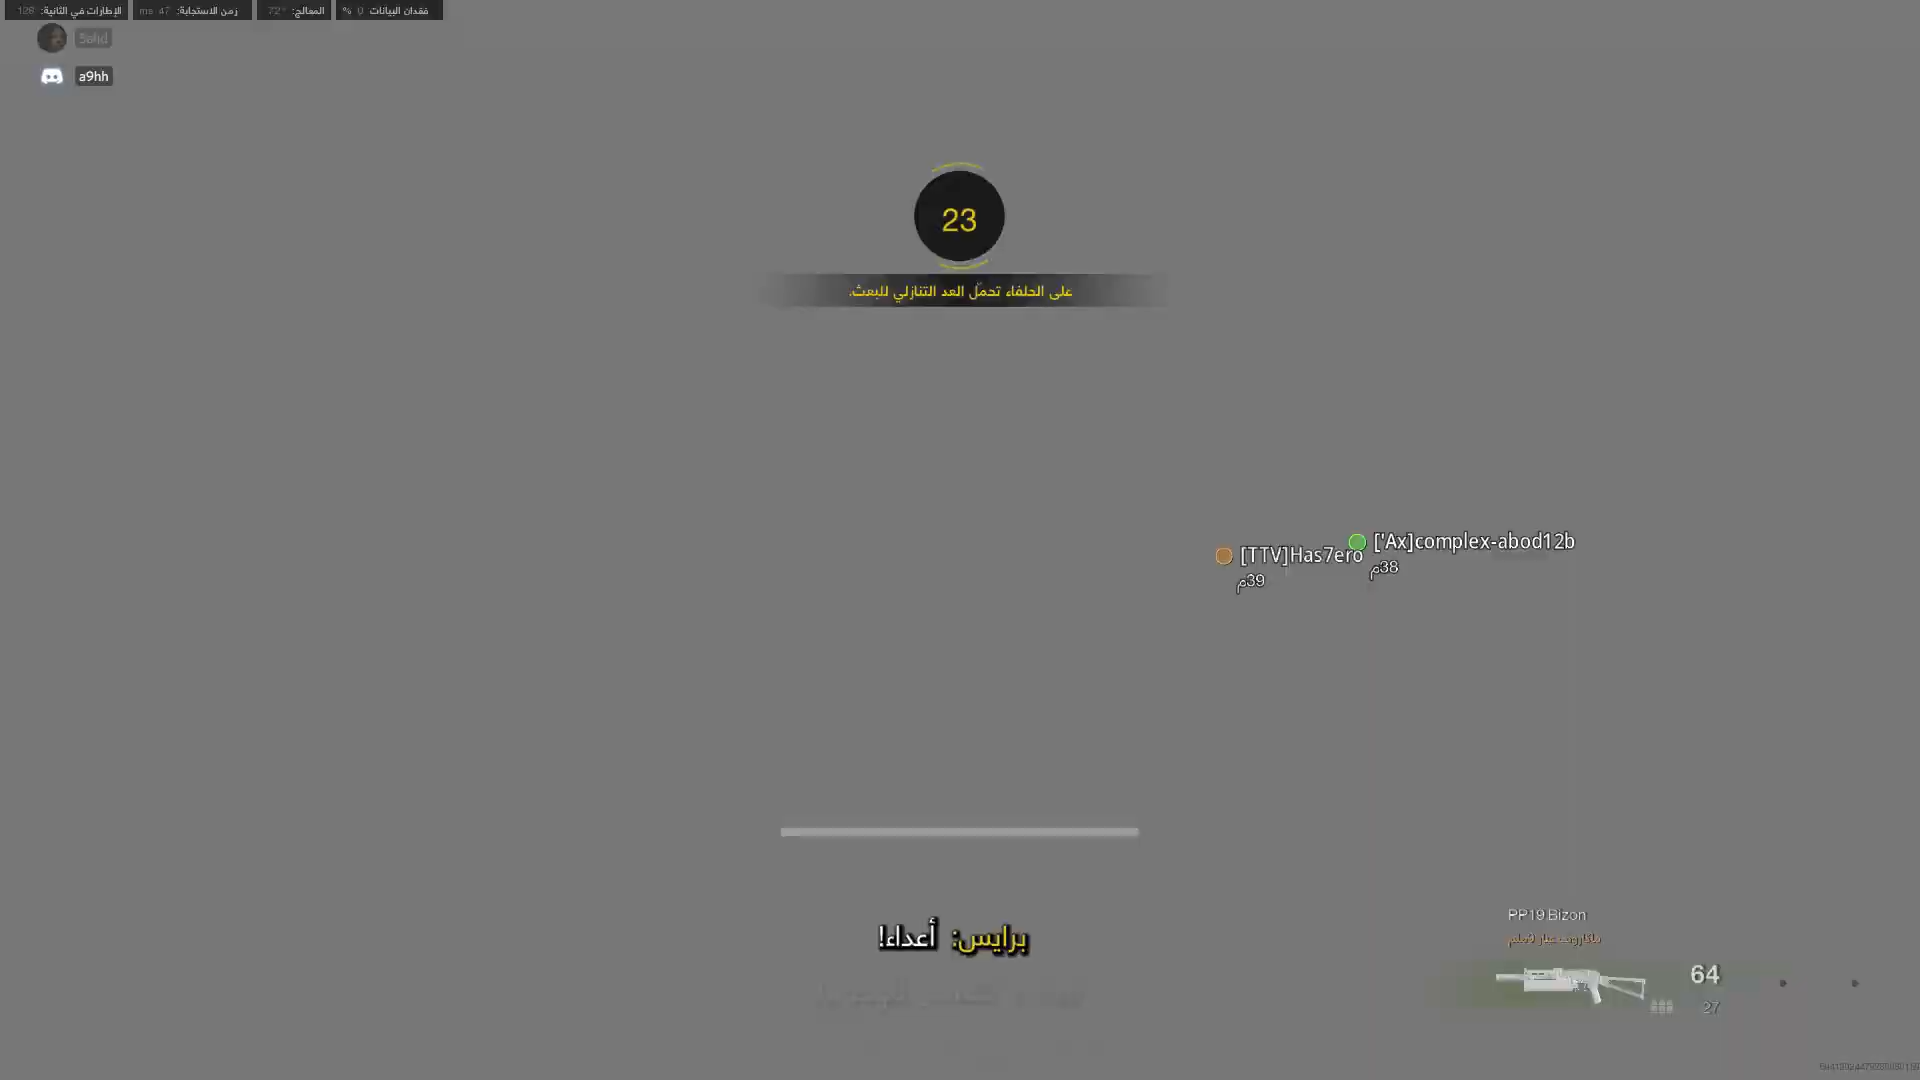 الإطارات في الثانية: 128
زمن الاستجابة: 47 ms
المعالج: 72°
فقدان البيانات 0 %
Sahd
a9hh
23
على الحلفاء تحمّل العد التنازلي للبعث.
[TTV]Has7ero
39م
['Ax]complex-abod12b
38م
برايس: أعداء!
PP19 Bizon
64
27